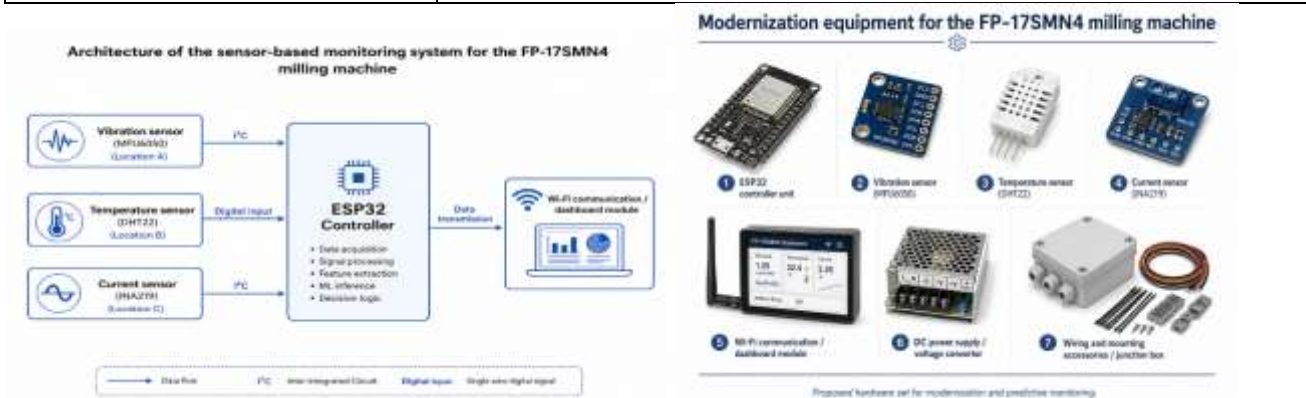 Architecture of the sensor-based monitoring system for the FP-17SMN4
milling machine
Vibration sensor
(MPU6050)
(Location A)
I²C
Temperature sensor
(DHT22)
(Location B)
Digital input
Current sensor
(INA219)
(Location C)
I²C
ESP32
Controller
• Data acquisition
• Signal processing
• Feature extraction
• ML inference
• Decision logic
Data
transmission
Wi-Fi communication /
dashboard module
Data flow
I²C Inter-Integrated Circuit
Digital input Single-wire digital signal
Modernization equipment for the FP-17SMN4 milling machine
1 ESP32
controller unit
2 Vibration sensor
(MPU6050)
3 Temperature sensor
(DHT22)
4 Current sensor
(INA219)
5 Wi-Fi communication /
dashboard module
6 DC power supply /
voltage converter
7 Wiring and mounting
accessories / junction box
Proposed hardware set for modernization and predictive monitoring.